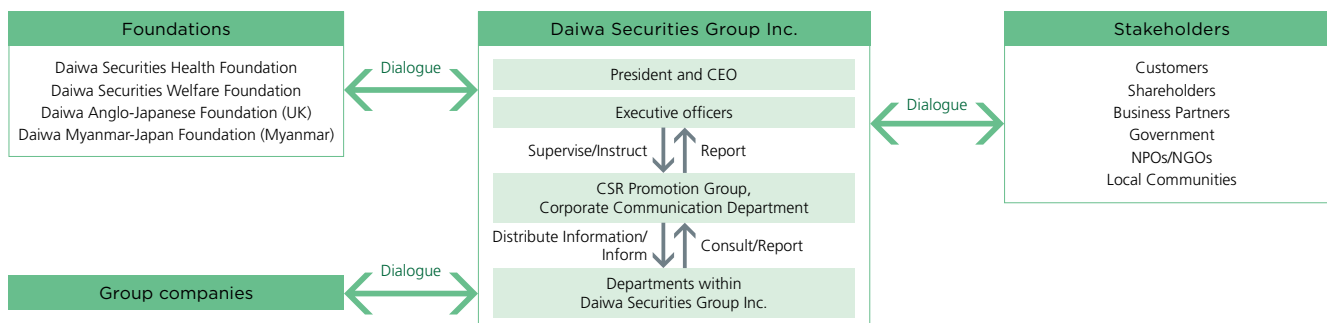 Foundations
Daiwa Securities Health Foundation
Daiwa Securities Welfare Foundation
Daiwa Anglo-Japanese Foundation (UK)
Daiwa Myanmar-Japan Foundation (Myanmar)
Dialogue
Group companies
Dialogue
Daiwa Securities Group Inc.
President and CEO
Executive officers
Supervise/Instruct
Report
CSR Promotion Group,
Corporate Communication Department
Distribute Information/
Inform
Consult/Report
Departments within
Daiwa Securities Group Inc.
Dialogue
Stakeholders
Customers
Shareholders
Business Partners
Government
NPOs/NGOs
Local Communities